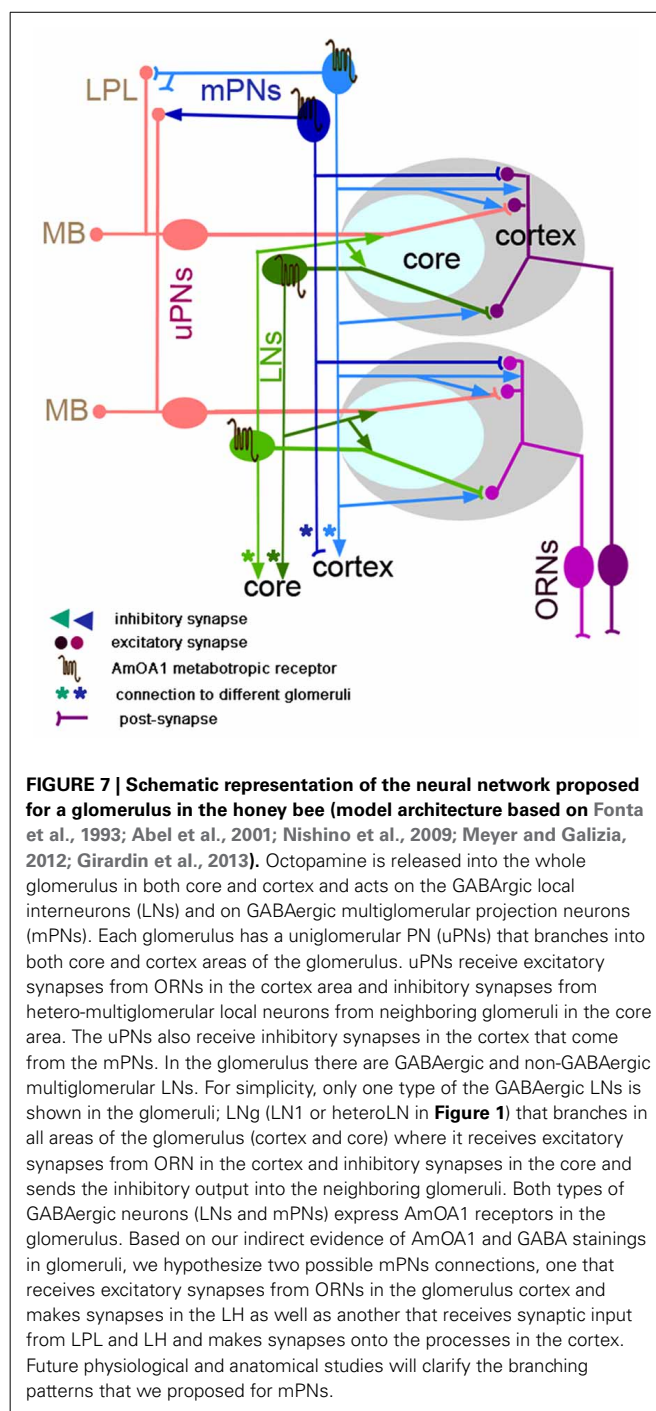 LPL
mPNs
MB
uPNs
core
cortex
LNs
MB
* * * *
cortex
core
ORNs
inhibitory synapse
excitatory synapse
AmOA1 metabotropic receptor
** connection to different glomeruli
post-synapse
FIGURE 7 | Schematic representation of the neural network proposed
for a glomerulus in the honey bee (model architecture based on Fonta
et al., 1993; Abel et al., 2001; Nishino et al., 2009; Meyer and Galizia,
2012; Girardin et al., 2013). Octopamine is released into the whole
glomerulus in both core and cortex and acts on the GABArgic local
interneurons (LNs) and on GABAergic multiglomerular projection neurons
(mPNs). Each glomerulus has a uniglomerular PN (uPNs) that branches into
both core and cortex areas of the glomerulus. uPNs receive excitatory
synapses from ORNs in the cortex area and inhibitory synapses from
hetero-multiglomerular local neurons from neighboring glomeruli in the core
area. The uPNs also receive inhibitory synapses in the cortex that come
from the mPNs. In the glomerulus there are GABAergic and non-GABAergic
multiglomerular LNs. For simplicity, only one type of the GABAergic LNs is
shown in the glomeruli; LNg (LN1 or heteroLN in Figure 1) that branches in
all areas of the glomerulus (cortex and core) where it receives excitatory
synapses from ORN in the cortex and inhibitory synapses in the core and
sends the inhibitory output into the neighboring glomeruli. Both types of
GABAergic neurons (LNs and mPNs) express AmOA1 receptors in the
glomerulus. Based on our indirect evidence of AmOA1 and GABA stainings
in glomeruli, we hypothesize two possible mPNs connections, one that
receives excitatory synapses from ORNs in the glomerulus cortex and
makes synapses in the LH as well as another that receives synaptic input
from LPL and LH and makes synapses onto the processes in the cortex.
Future physiological and anatomical studies will clarify the branching
patterns that we proposed for mPNs.